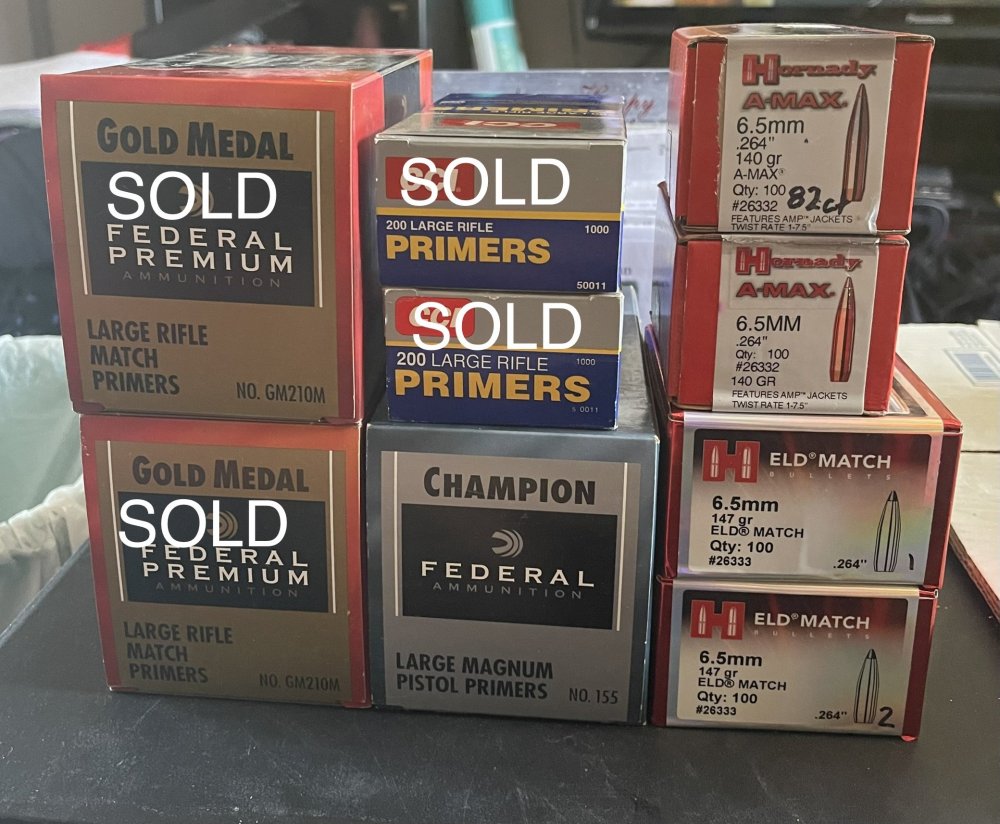 GOLD MEDAL
SOLD
FEDERAL
PREMIUM
AMMUNITION
LARGE RIFLE
MATCH
PRIMERS
NO. GM210M
GOLD MEDAL
SOLD
FEDERAL
PREMIUM
AMMUNITION
LARGE RIFLE
MATCH
PRIMERS
NO. GM210M
PRIMERS
CCI
CCI.
SOLD
200 LARGE RIFLE 1000
PRIMERS
50011
CCI
SOLD
200 LARGE RIFLE 1000
PRIMERS
50011
CHAMPION
FEDERAL
AMMUNITION
LARGE MAGNUM
PISTOL PRIMERS NO. 155
Hornady
A-MAX.
6.5mm
.264"
140 gr
A-MAX®
Qty: 100
82ct
#26332
FEATURES AMP™ JACKETS
TWIST RATE 1-7.5"
Hornady
A-MAX.
6.5MM
.264"
Qty: 100
#26332
140 GR
FEATURES AMP™ JACKETS
TWIST RATE 1-7.5"
H ELD® MATCH
BULLETS
6.5mm
147 gr
ELD® MATCH
Qty: 100
#26333
.264" 1
H ELD® MATCH
BULLETS
6.5mm
147 gr
ELD® MATCH
Qty: 100
#26333
.264" 2
Panasonic